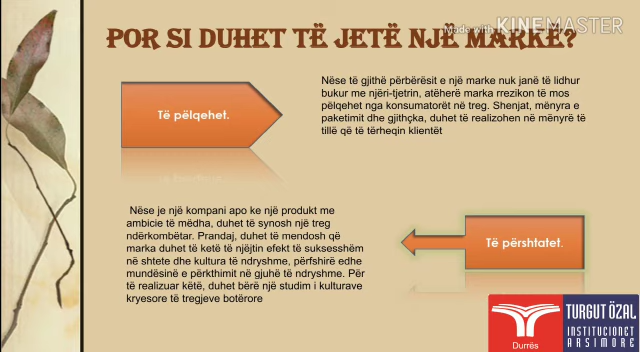 POR SI DUHET TË JETË NJË MARKË?
Made with KINEMASTER
Të pëlqehet.
Nëse të gjithë përbërësit e një marke nuk janë të lidhur
bukur me njëri-tjetrin, atëherë marka rrezikon të mos
pëlqehet nga konsumatorët në treg. Shenjat, mënyra e
paketimit dhe gjithçka, duhet të realizohen në mënyrë të
tillë që të tërheqin klientët
Nëse je një kompani apo ke një produkt me
ambicie të mëdha, duhet të synosh një treg
ndërkombëtar. Prandaj, duhet të mendosh që
marka duhet të ketë të njëjtin efekt të suksesshëm
në shtete dhe kultura të ndryshme, përfshirë edhe
mundësinë e përkthimit në gjuhë të ndryshme. Për
të realizuar këtë, duhet bërë një studim i kulturave
kryesore të tregjeve botërore
Të përshtatet.
Durrës
TURGUT ÖZAL
INSTITUCIONET
ARSIMORE